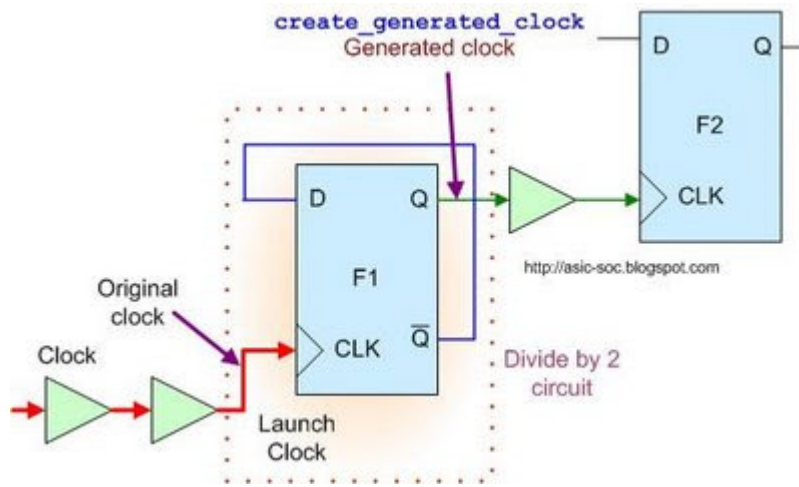 create_generated_clock
Generated clock
D
Q
F2
CLK
http://asic-soc.blogspot.com
D
Q
F1
CLK
Q̅
Original
clock
Clock
Launch
Clock
Divide by 2
circuit